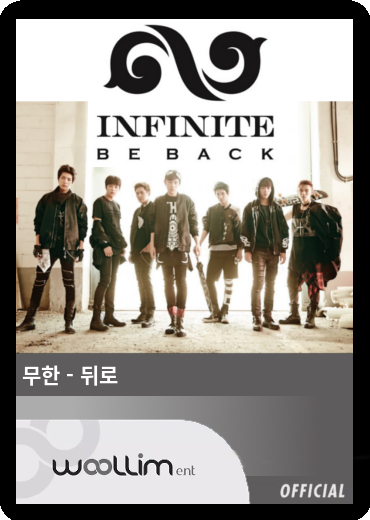 INFINITE
BE BACK
무한 - 뒤로
woollim ent
OFFICIAL